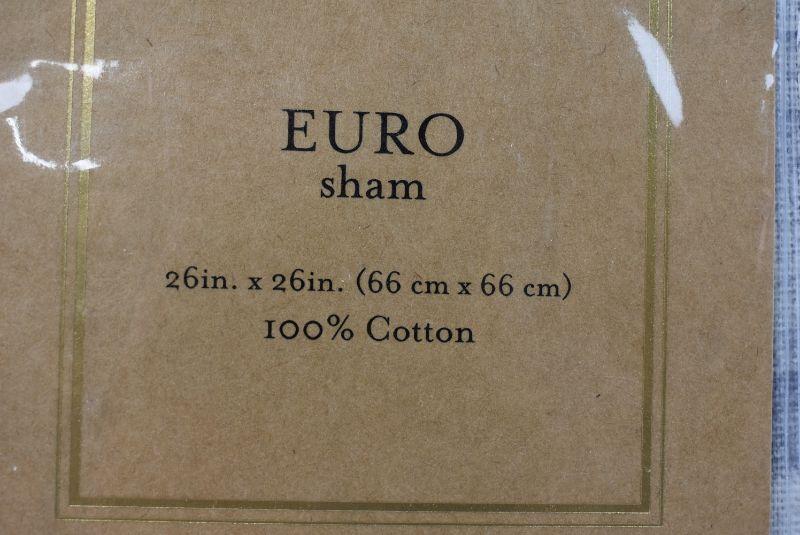 EURO
sham
26in. x 26in. (66 cm x 66 cm)
100% Cotton